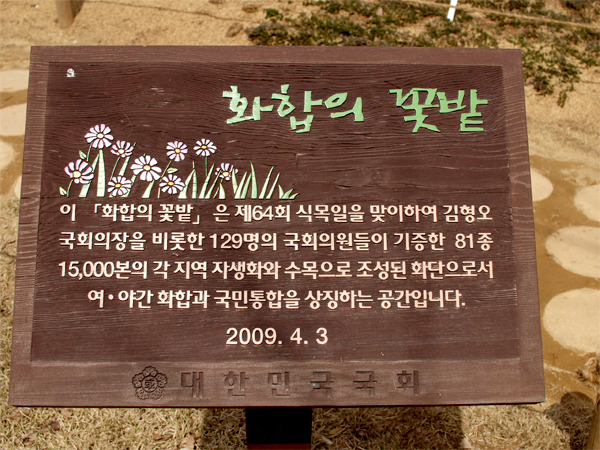 화합의 꽃밭
이 「화합의 꽃밭」은 제64회 식목일을 맞이하여 김형오
국회의장을 비롯한 129명의 국회의원들이 기증한 81종
15,000본의 각 지역 자생화와 수목으로 조성된 화단으로서
여·야간 화합과 국민통합을 상징하는 공간입니다.
2009. 4. 3
대한민국국회